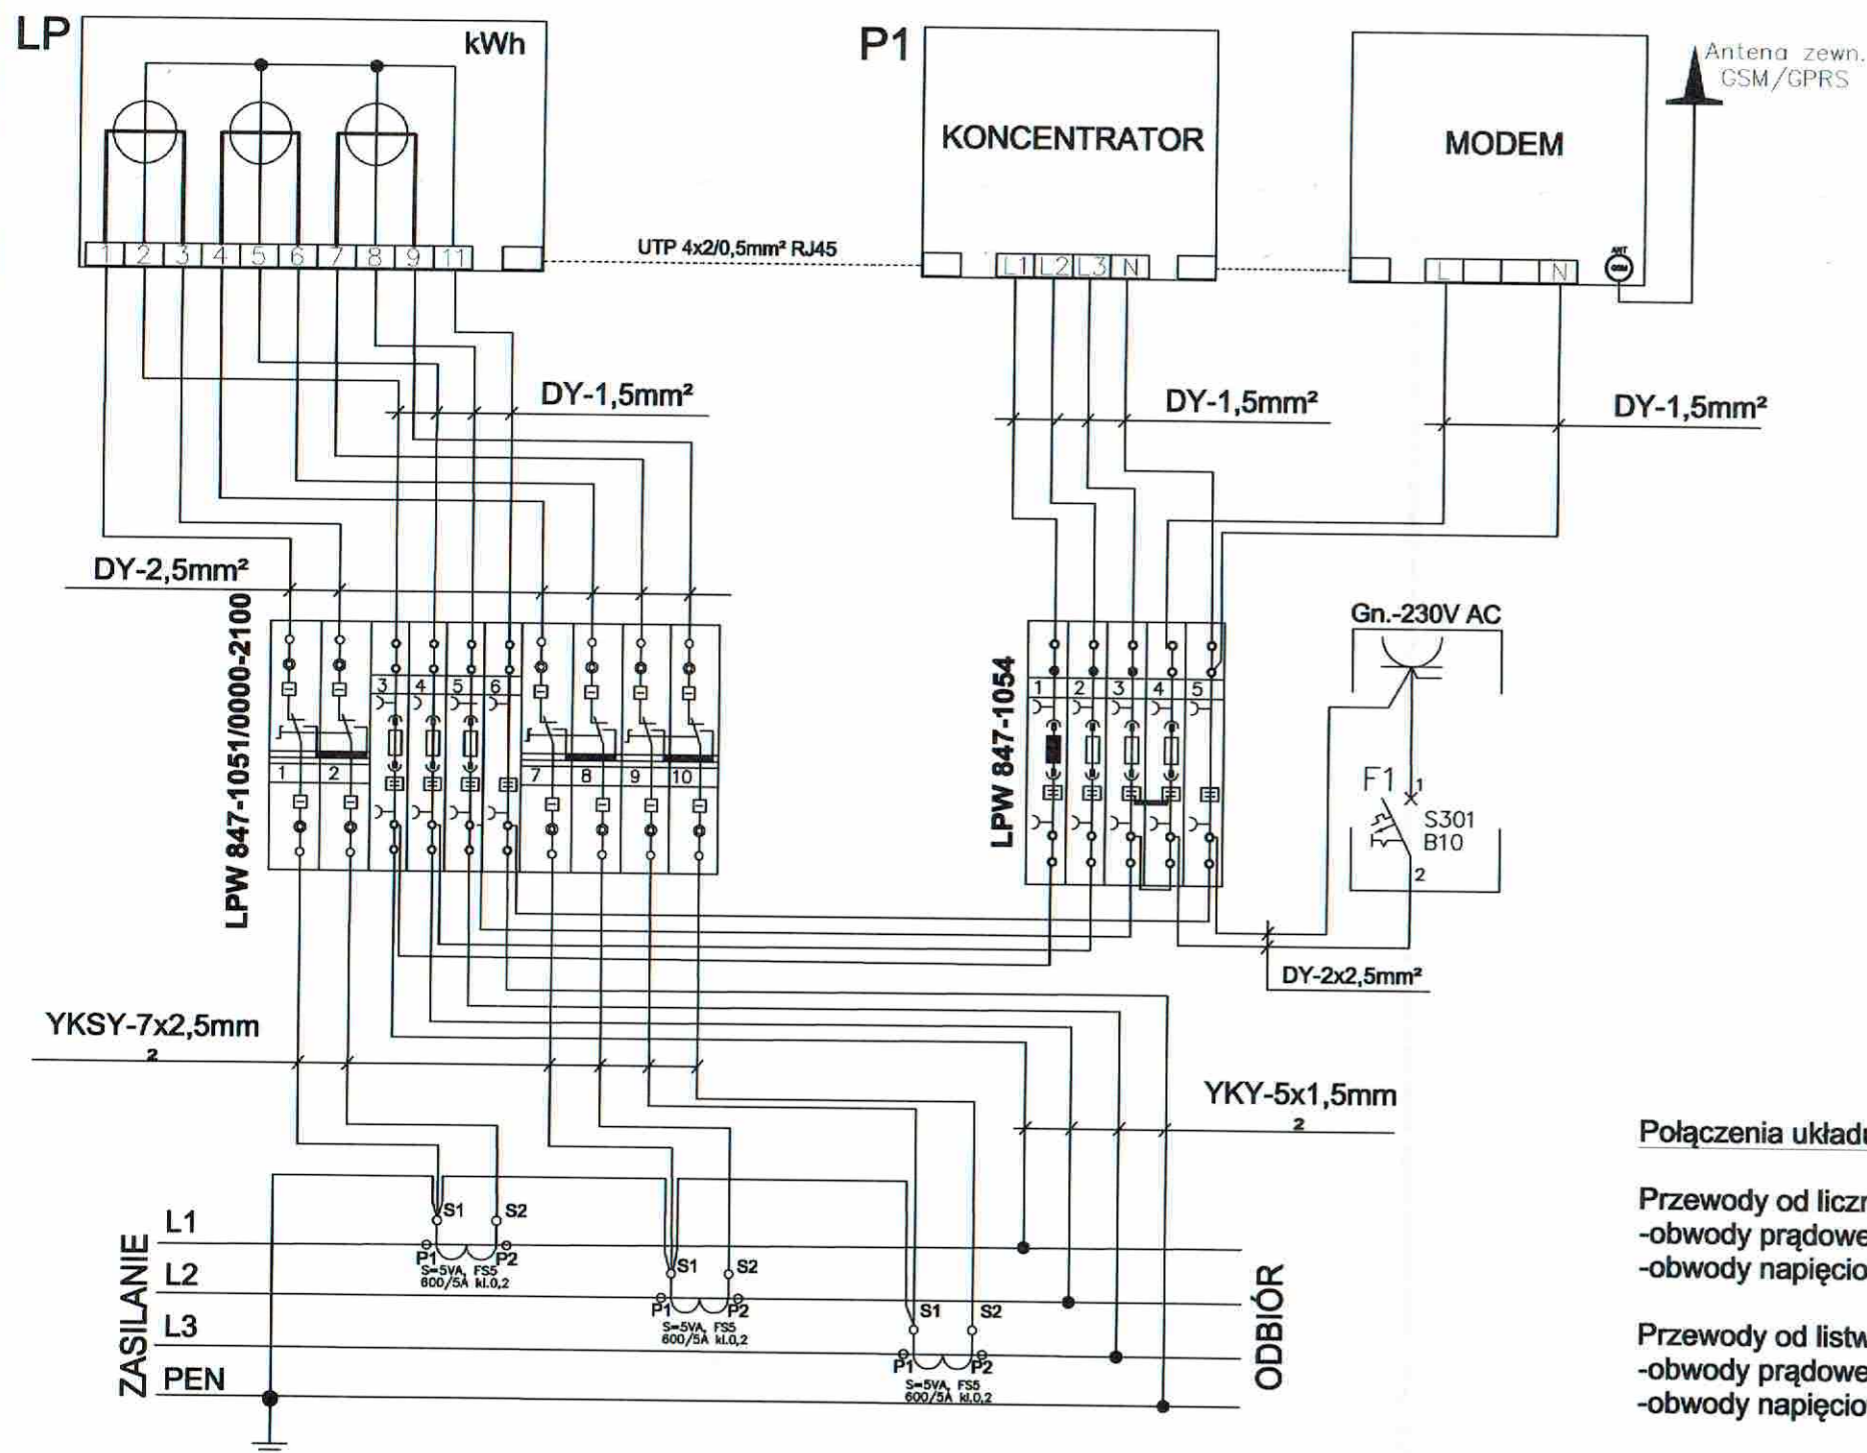 LP
kWh
P1
KONCENTRATOR
MODEM
Antena zewn.
GSM/GPRS
1 2 3 4 5 6 7 8 9 11
UTP 4x2/0,5mm² RJ45
L1 L2 L3 N
L N
ANT
GSM
DY-1,5mm²
DY-1,5mm²
DY-1,5mm²
DY-2,5mm²
LPW 847-1051/0000-2100
1 2 3 4 5 6 7 8 9 10
LPW 847-1054
1 2 3 4 5
Gn.-230V AC
F1
1
S301
B10
2
DY-2x2,5mm²
YKSY-7x2,5mm
2
YKY-5x1,5mm
2
ZASILANIE
L1
L2
L3
PEN
S1 S2
P1 P2
S=5VA, FS5
600/5A kl.0,2
S1 S2
P1 P2
S=5VA, FS5
600/5A kl.0,2
S1 S2
P1 P2
S=5VA, FS5
600/5A kl.0,2
ODBIÓR
Połączenia układu
Przewody od liczn
-obwody prądowe
-obwody napięcio
Przewody od listw
-obwody prądowe
-obwody napięcio